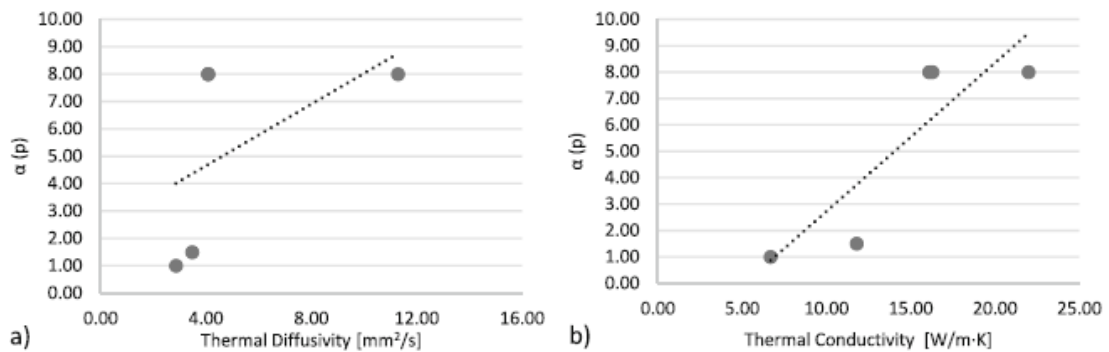 10.00
9.00
8.00
7.00
6.00
5.00
4.00
3.00
2.00
1.00
0.00
α (p)
0.00 4.00 8.00 12.00 16.00
Thermal Diffusivity [mm²/s]
a)
10.00
9.00
8.00
7.00
6.00
5.00
4.00
3.00
2.00
1.00
0.00
α (p)
0.00 5.00 10.00 15.00 20.00 25.00
Thermal Conductivity [W/m·K]
b)